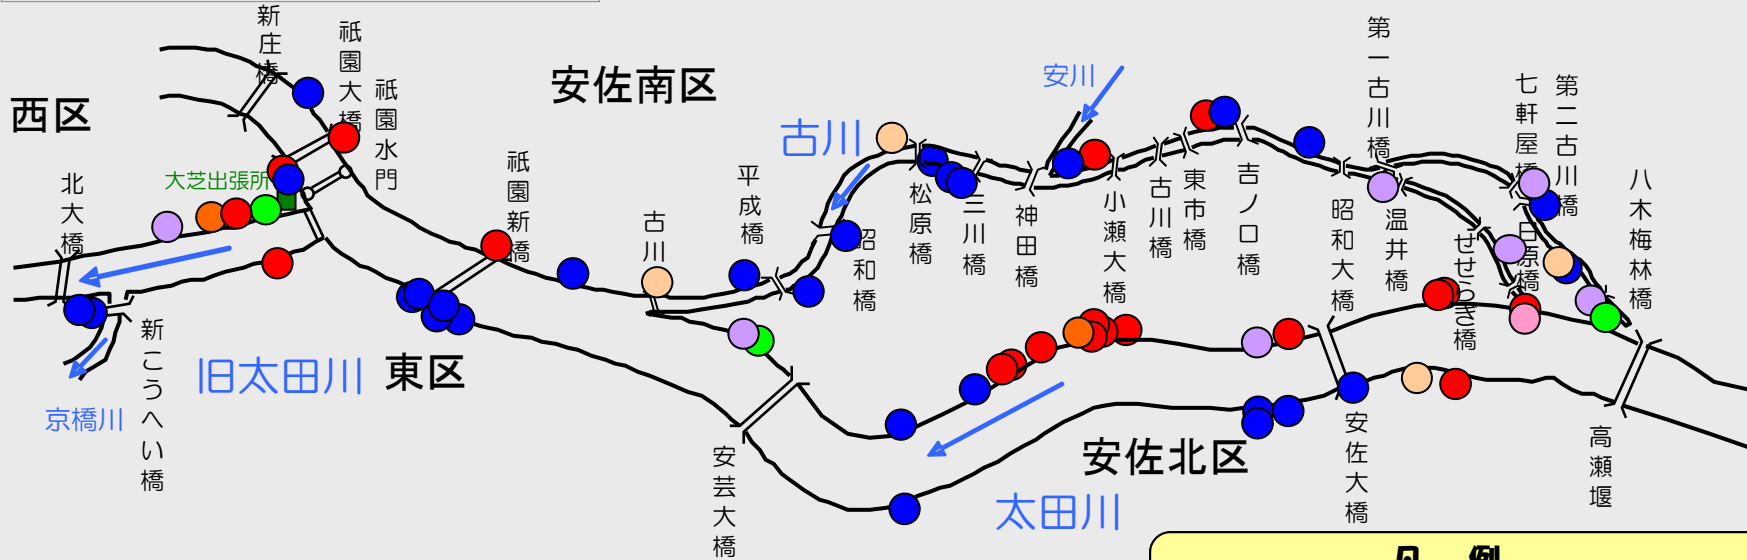 新庄橋
祇園大橋
祇園水門
西区
安佐南区
大芝出張所
北大橋
新こうへい橋
京橋川
旧太田川
東区
祇園新橋
古川
平成橋
古川
昭和橋
松原橋
三川橋
神田橋
安川
小瀬大橋
古川橋
東市橋
吉ノ口橋
昭和大橋
第一古川橋
温井橋
せせらぎ橋
七軒屋橋
第二古川橋
八木梅林橋
安芸大橋
太田川
安佐北区
安佐大橋
高瀬堰
凡 例